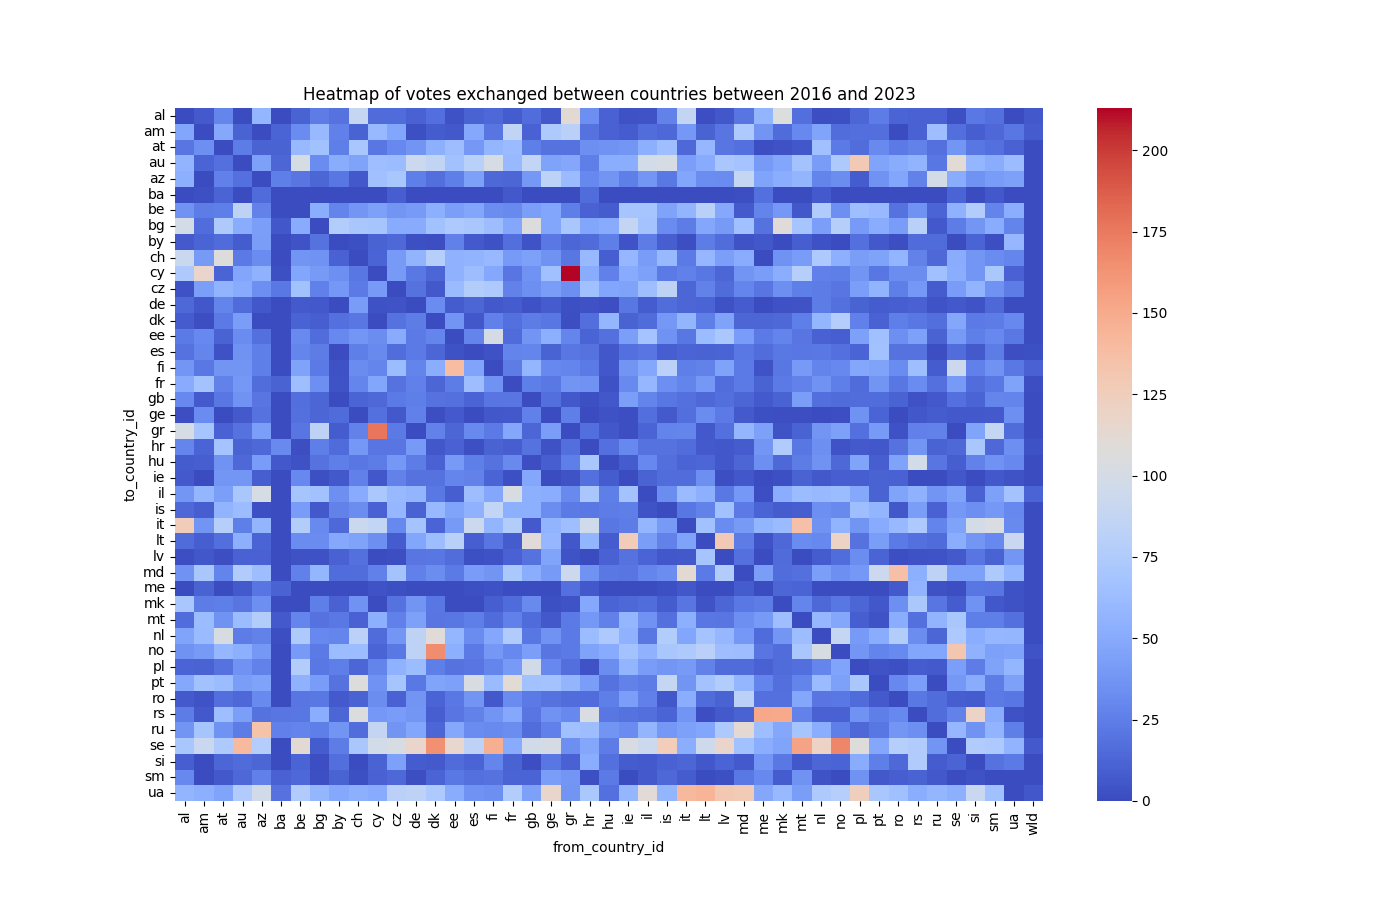 Heatmap of votes exchanged between countries between 2016 and 2023
to_country_id
al
am
at
au
az
ba
be
bg
by
ch
cy
cz
de
dk
ee
es
fi
fr
gb
ge
gr
hr
hu
ie
il
is
it
lt
lv
md
me
mk
mt
nl
no
pl
pt
ro
rs
ru
se
si
sm
ua
al am at au az ba be bg by ch cy cz de dk ee es fi fr gb ge gr hr hu ie il is it lt lv md me mk mt nl no pl pt ro rs ru se si sm ua wld
from_country_id
200
175
150
125
100
75
50
25
0